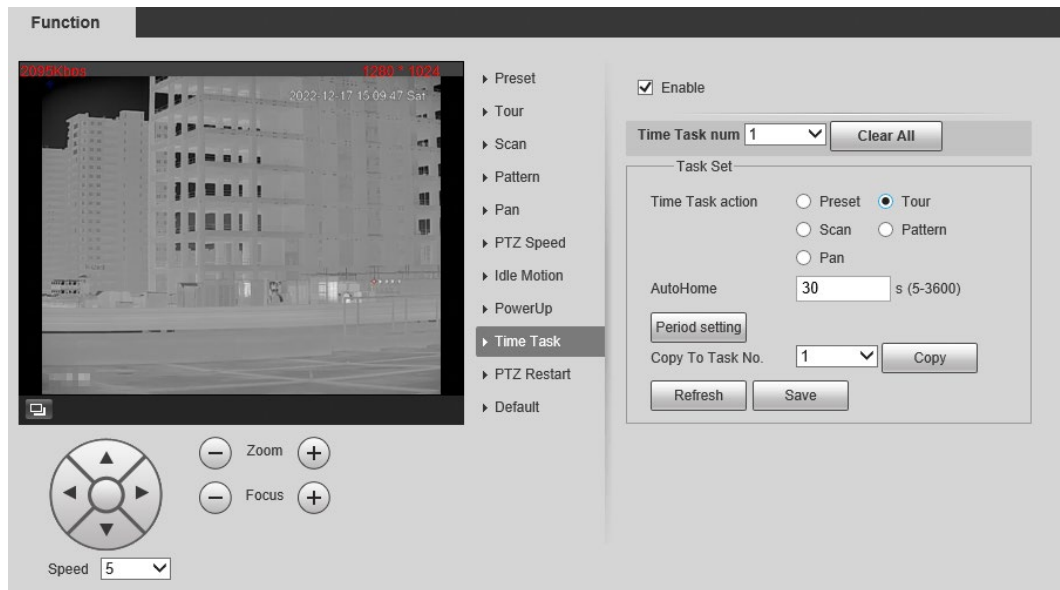 Function
2095Kbps
1280 * 1024
2022-12-17 15:09:47 Sat
Preset
Tour
Scan
Pattern
Pan
PTZ Speed
Idle Motion
PowerUp
Time Task
PTZ Restart
Default
Enable
Time Task num 1 Clear All
Task Set
Time Task action Preset Tour
Scan Pattern
Pan
AutoHome 30 s (5-3600)
Period setting
Copy To Task No. 1 Copy
Refresh Save
Zoom
Focus
Speed 5